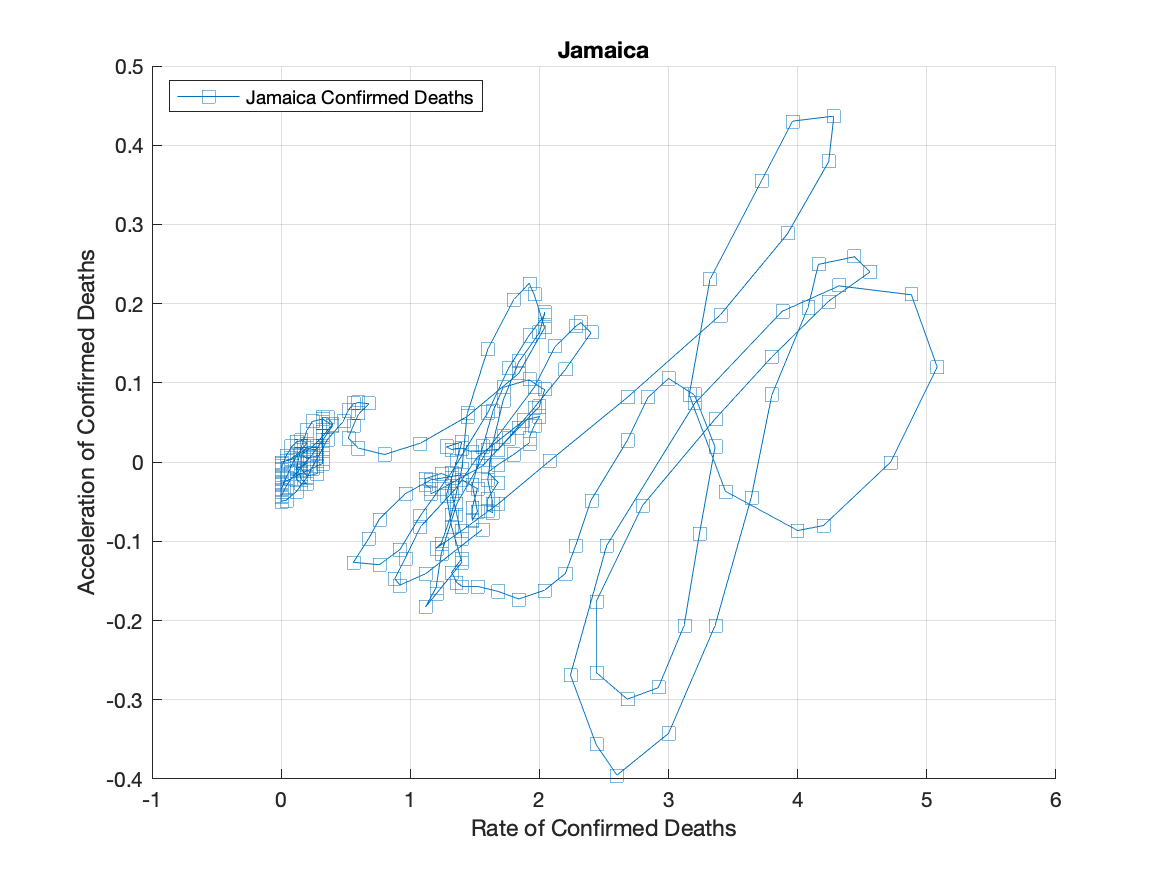 Jamaica
Jamaica Confirmed Deaths
0.5
0.4
0.3
0.2
0.1
0
-0.1
-0.2
-0.3
-0.4
Acceleration of Confirmed Deaths
-1 0 1 2 3 4 5 6
Rate of Confirmed Deaths